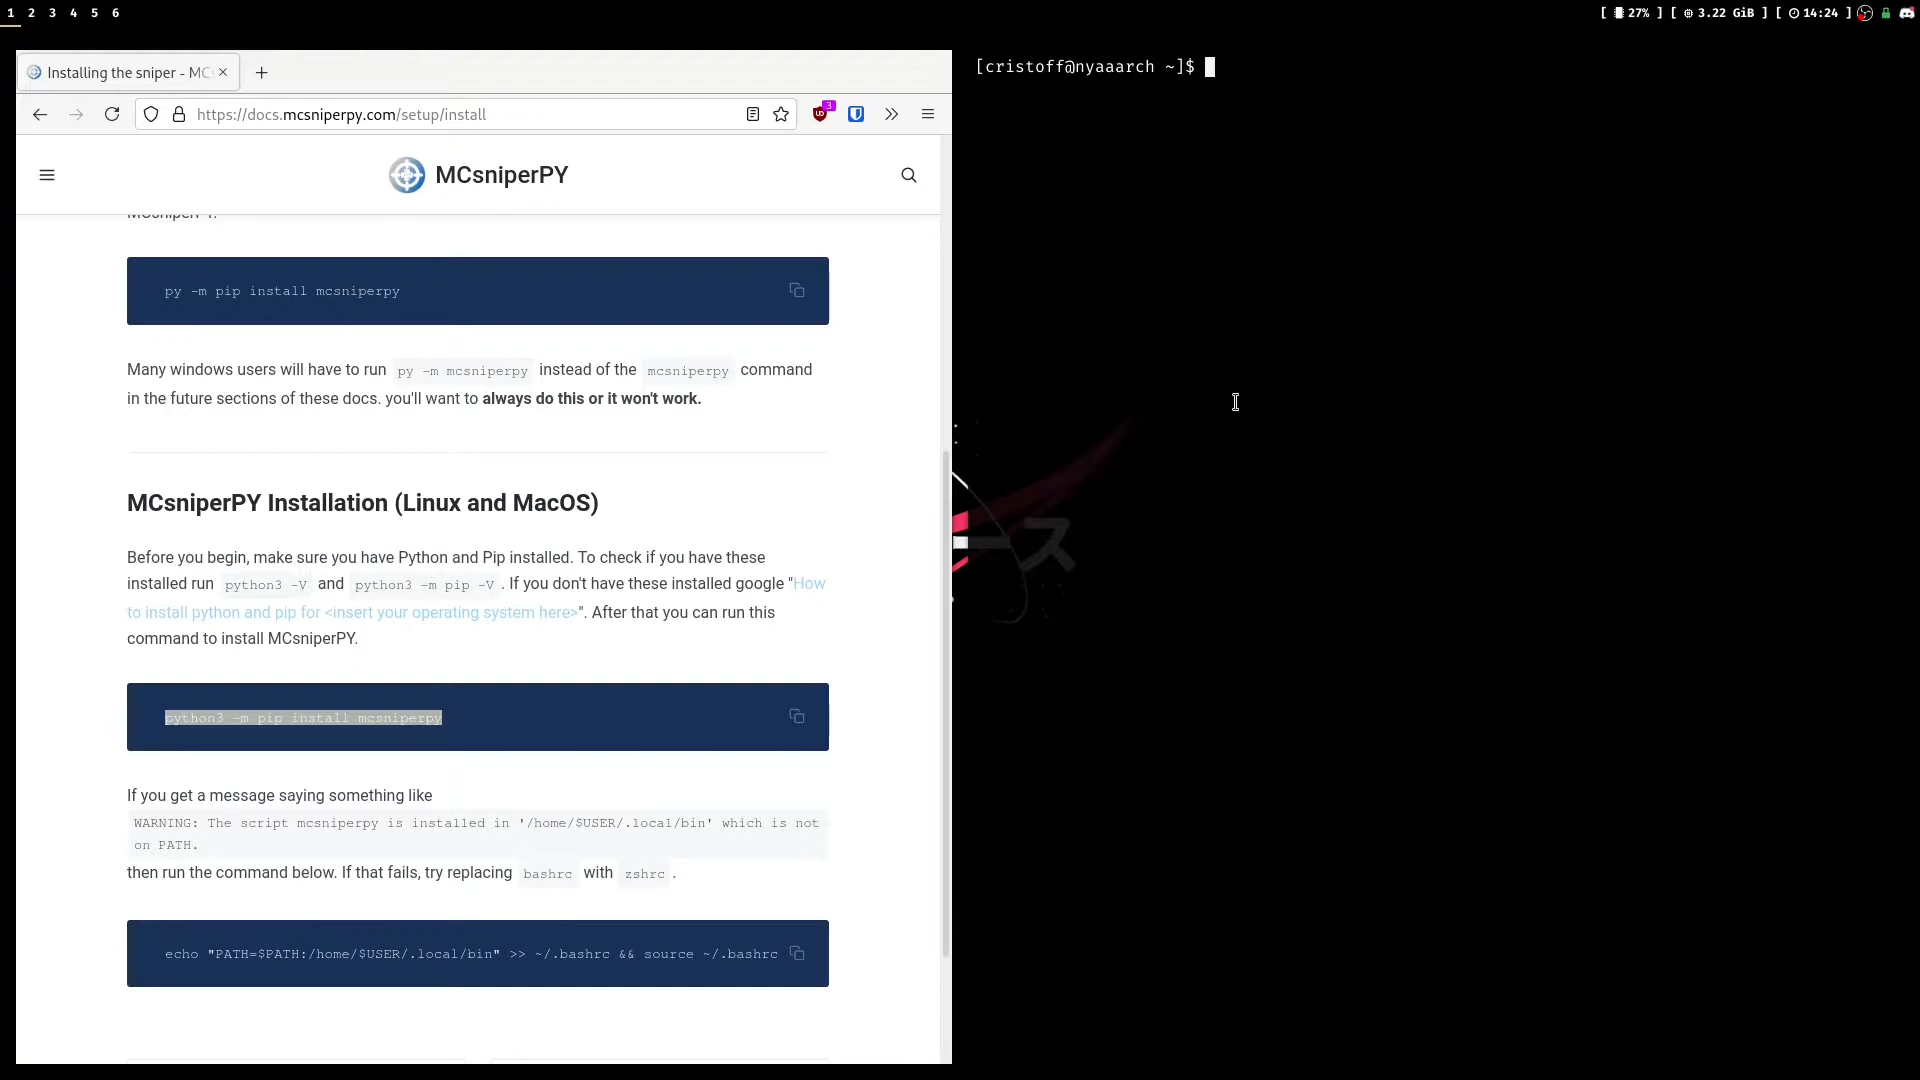 1 2 3 4 5 6
[ 27% ] [ 3.22 GiB ] [ 14:24 ]
Installing the sniper - MC
https://docs.mcsniperpy.com/setup/install
3
MCsniperPY
MCsniperPY.
py -m pip install mcsniperpy
Many windows users will have to run py -m mcsniperpy instead of the mcsniperpy command
in the future sections of these docs. you'll want to always do this or it won't work.
MCsniperPY Installation (Linux and MacOS)
Before you begin, make sure you have Python and Pip installed. To check if you have these
installed run python3 -V and python3 -m pip -V. If you don't have these installed google "How
to install python and pip for <insert your operating system here>". After that you can run this
command to install MCsniperPY.
python3 -m pip install mcsniperpy
If you get a message saying something like
WARNING: The script mcsniperpy is installed in '/home/$USER/.local/bin' which is not
on PATH.
then run the command below. If that fails, try replacing bashrc with zshrc.
echo "PATH=$PATH:/home/$USER/.local/bin" >> ~/.bashrc && source ~/.bashrc
[cristoff@nyaaarch ~]$
ース